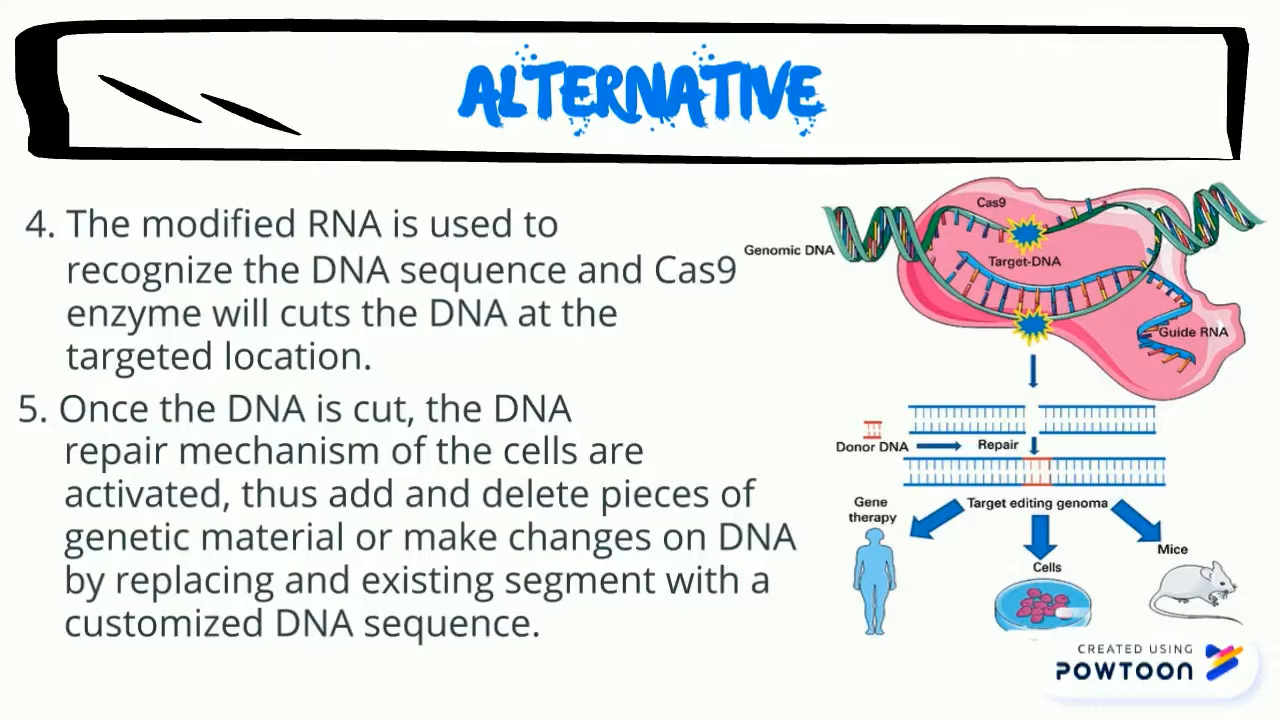 ALTERNATIVE
4. The modified RNA is used to
recognize the DNA sequence and Cas9
enzyme will cuts the DNA at the
targeted location.
5. Once the DNA is cut, the DNA
repair mechanism of the cells are
activated, thus add and delete pieces of
genetic material or make changes on DNA
by replacing and existing segment with a
customized DNA sequence.
Cas9
Genomic DNA
Target-DNA
Guide RNA
Donor DNA
Repair
Target editing genoma
Gene
therapy
Cells
Mice
CREATED USING
POWTOON